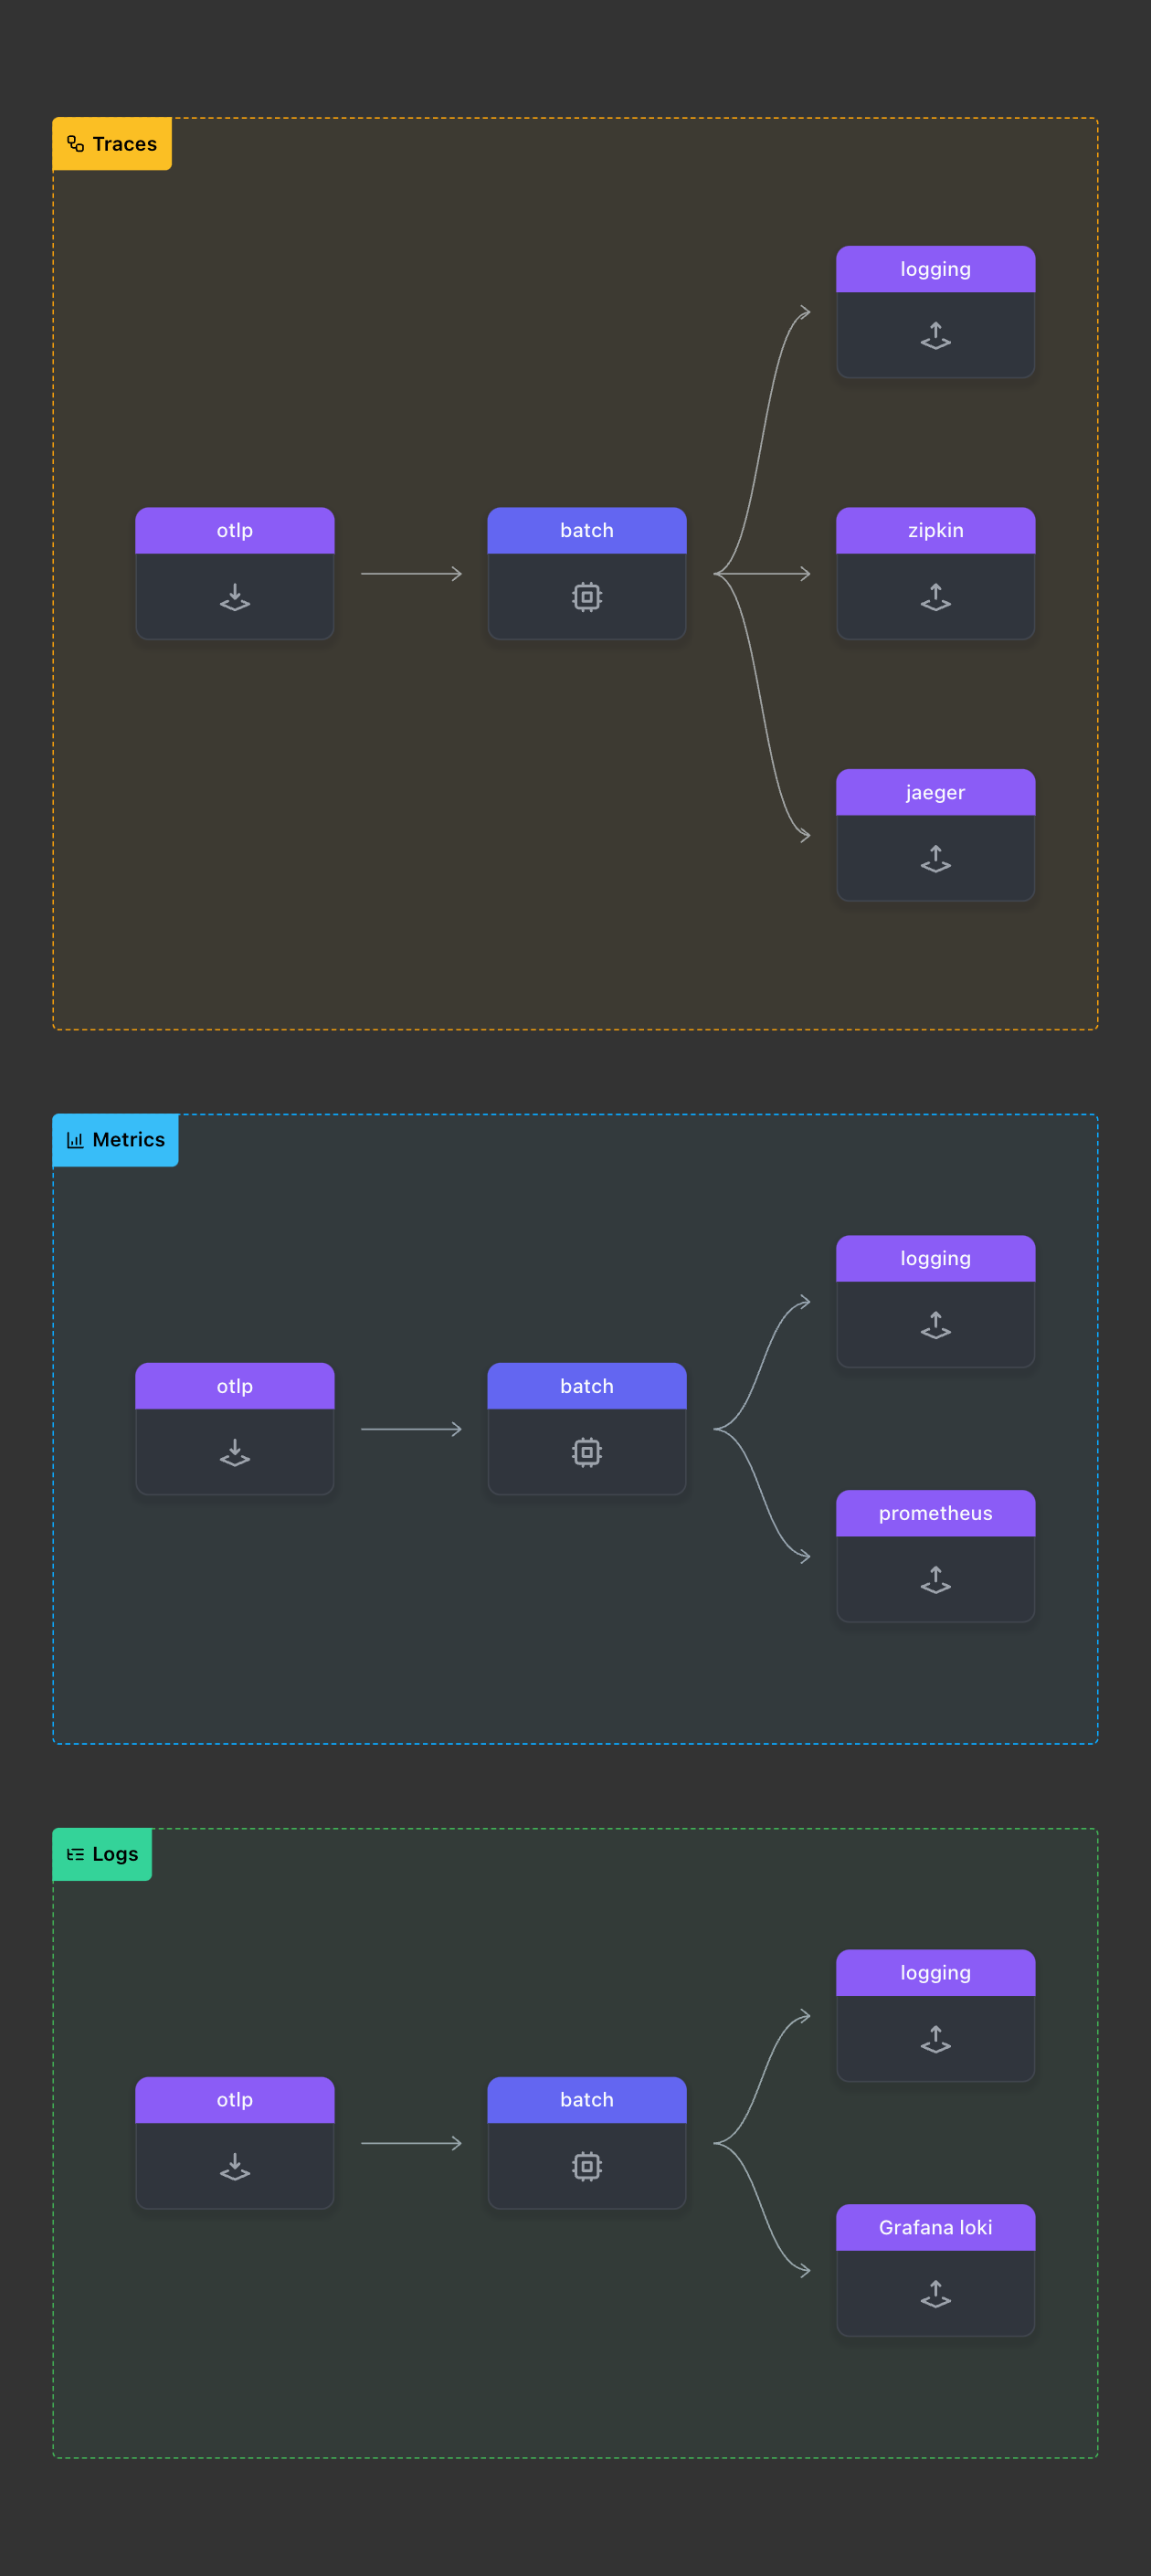 Traces
logging
otlp
batch
zipkin
jaeger
Metrics
logging
otlp
batch
prometheus
Logs
logging
otlp
batch
Grafana loki